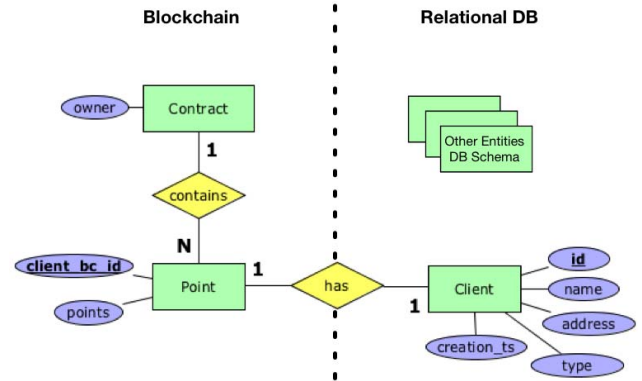 Blockchain
Relational DB
owner
Contract
1
contains
N
Other Entities
DB Schema
client_bc_id
Point
1
has
1
Client
id
name
address
points
creation_ts
type